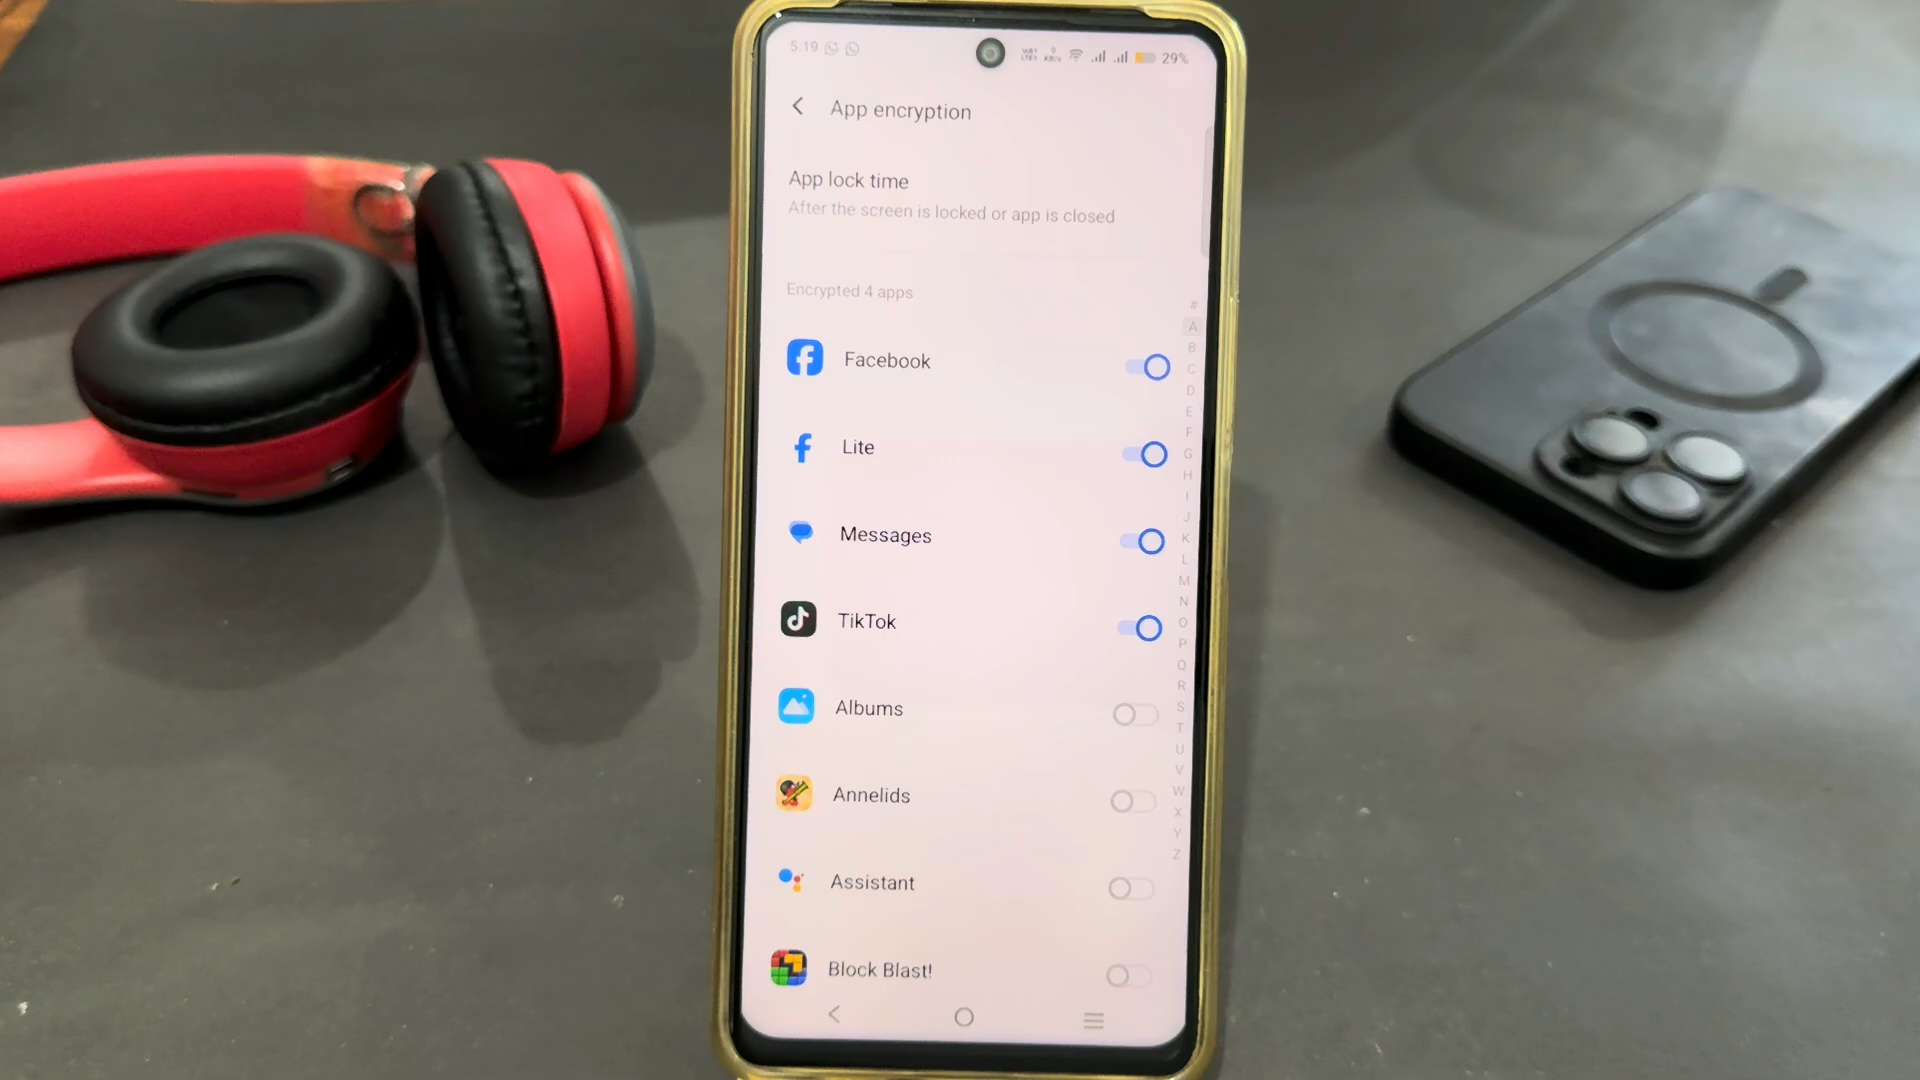 5:19 29%
App encryption
App lock time
After the screen is locked or app is closed
Encrypted 4 apps
Facebook
Lite
Messages
TikTok
Albums
Annelids
Assistant
Block Blast!
#
A
B
C
D
E
F
G
H
I
J
K
L
M
N
O
P
Q
R
S
T
U
V
W
X
Y
Z